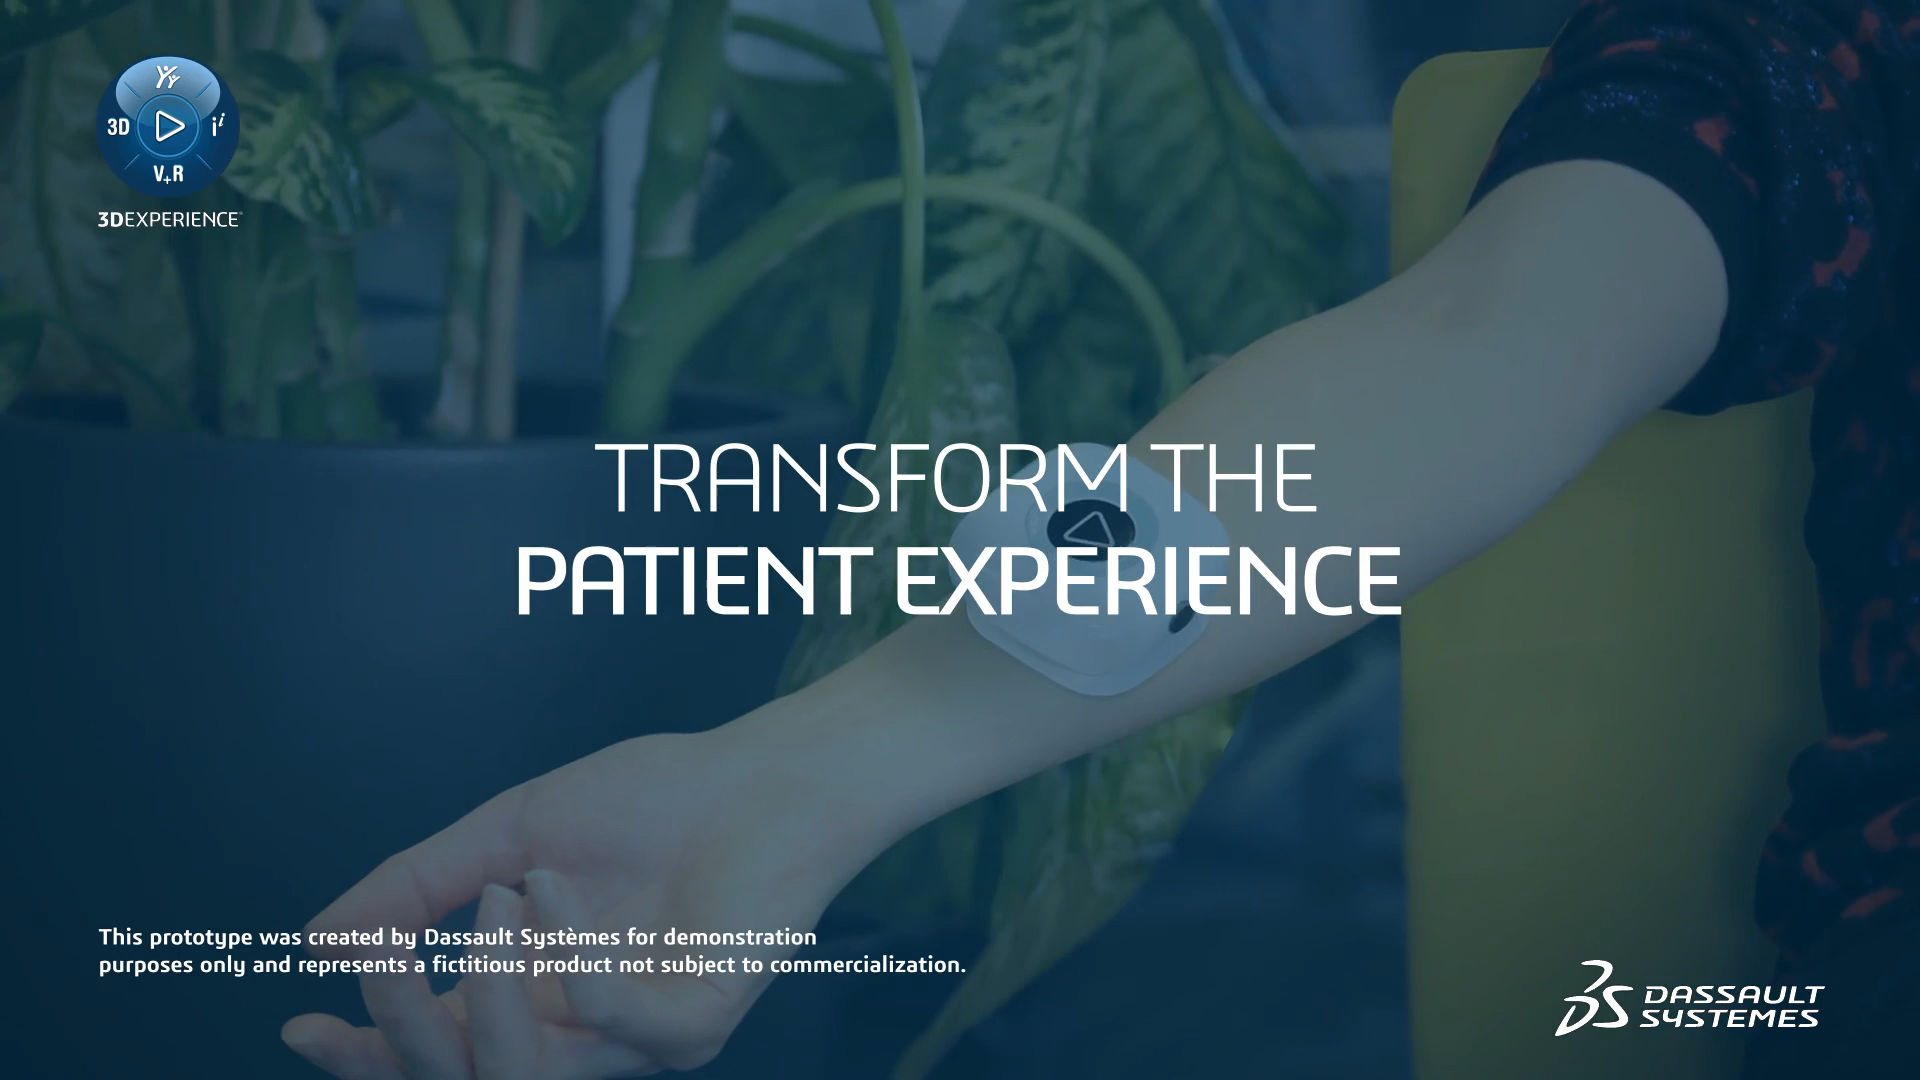 3D
V+R
3DEXPERIENCE®
TRANSFORM THE
PATIENT EXPERIENCE
This prototype was created by Dassault Systèmes for demonstration
purposes only and represents a fictitious product not subject to commercialization.
DASSAULT
SYSTEMES